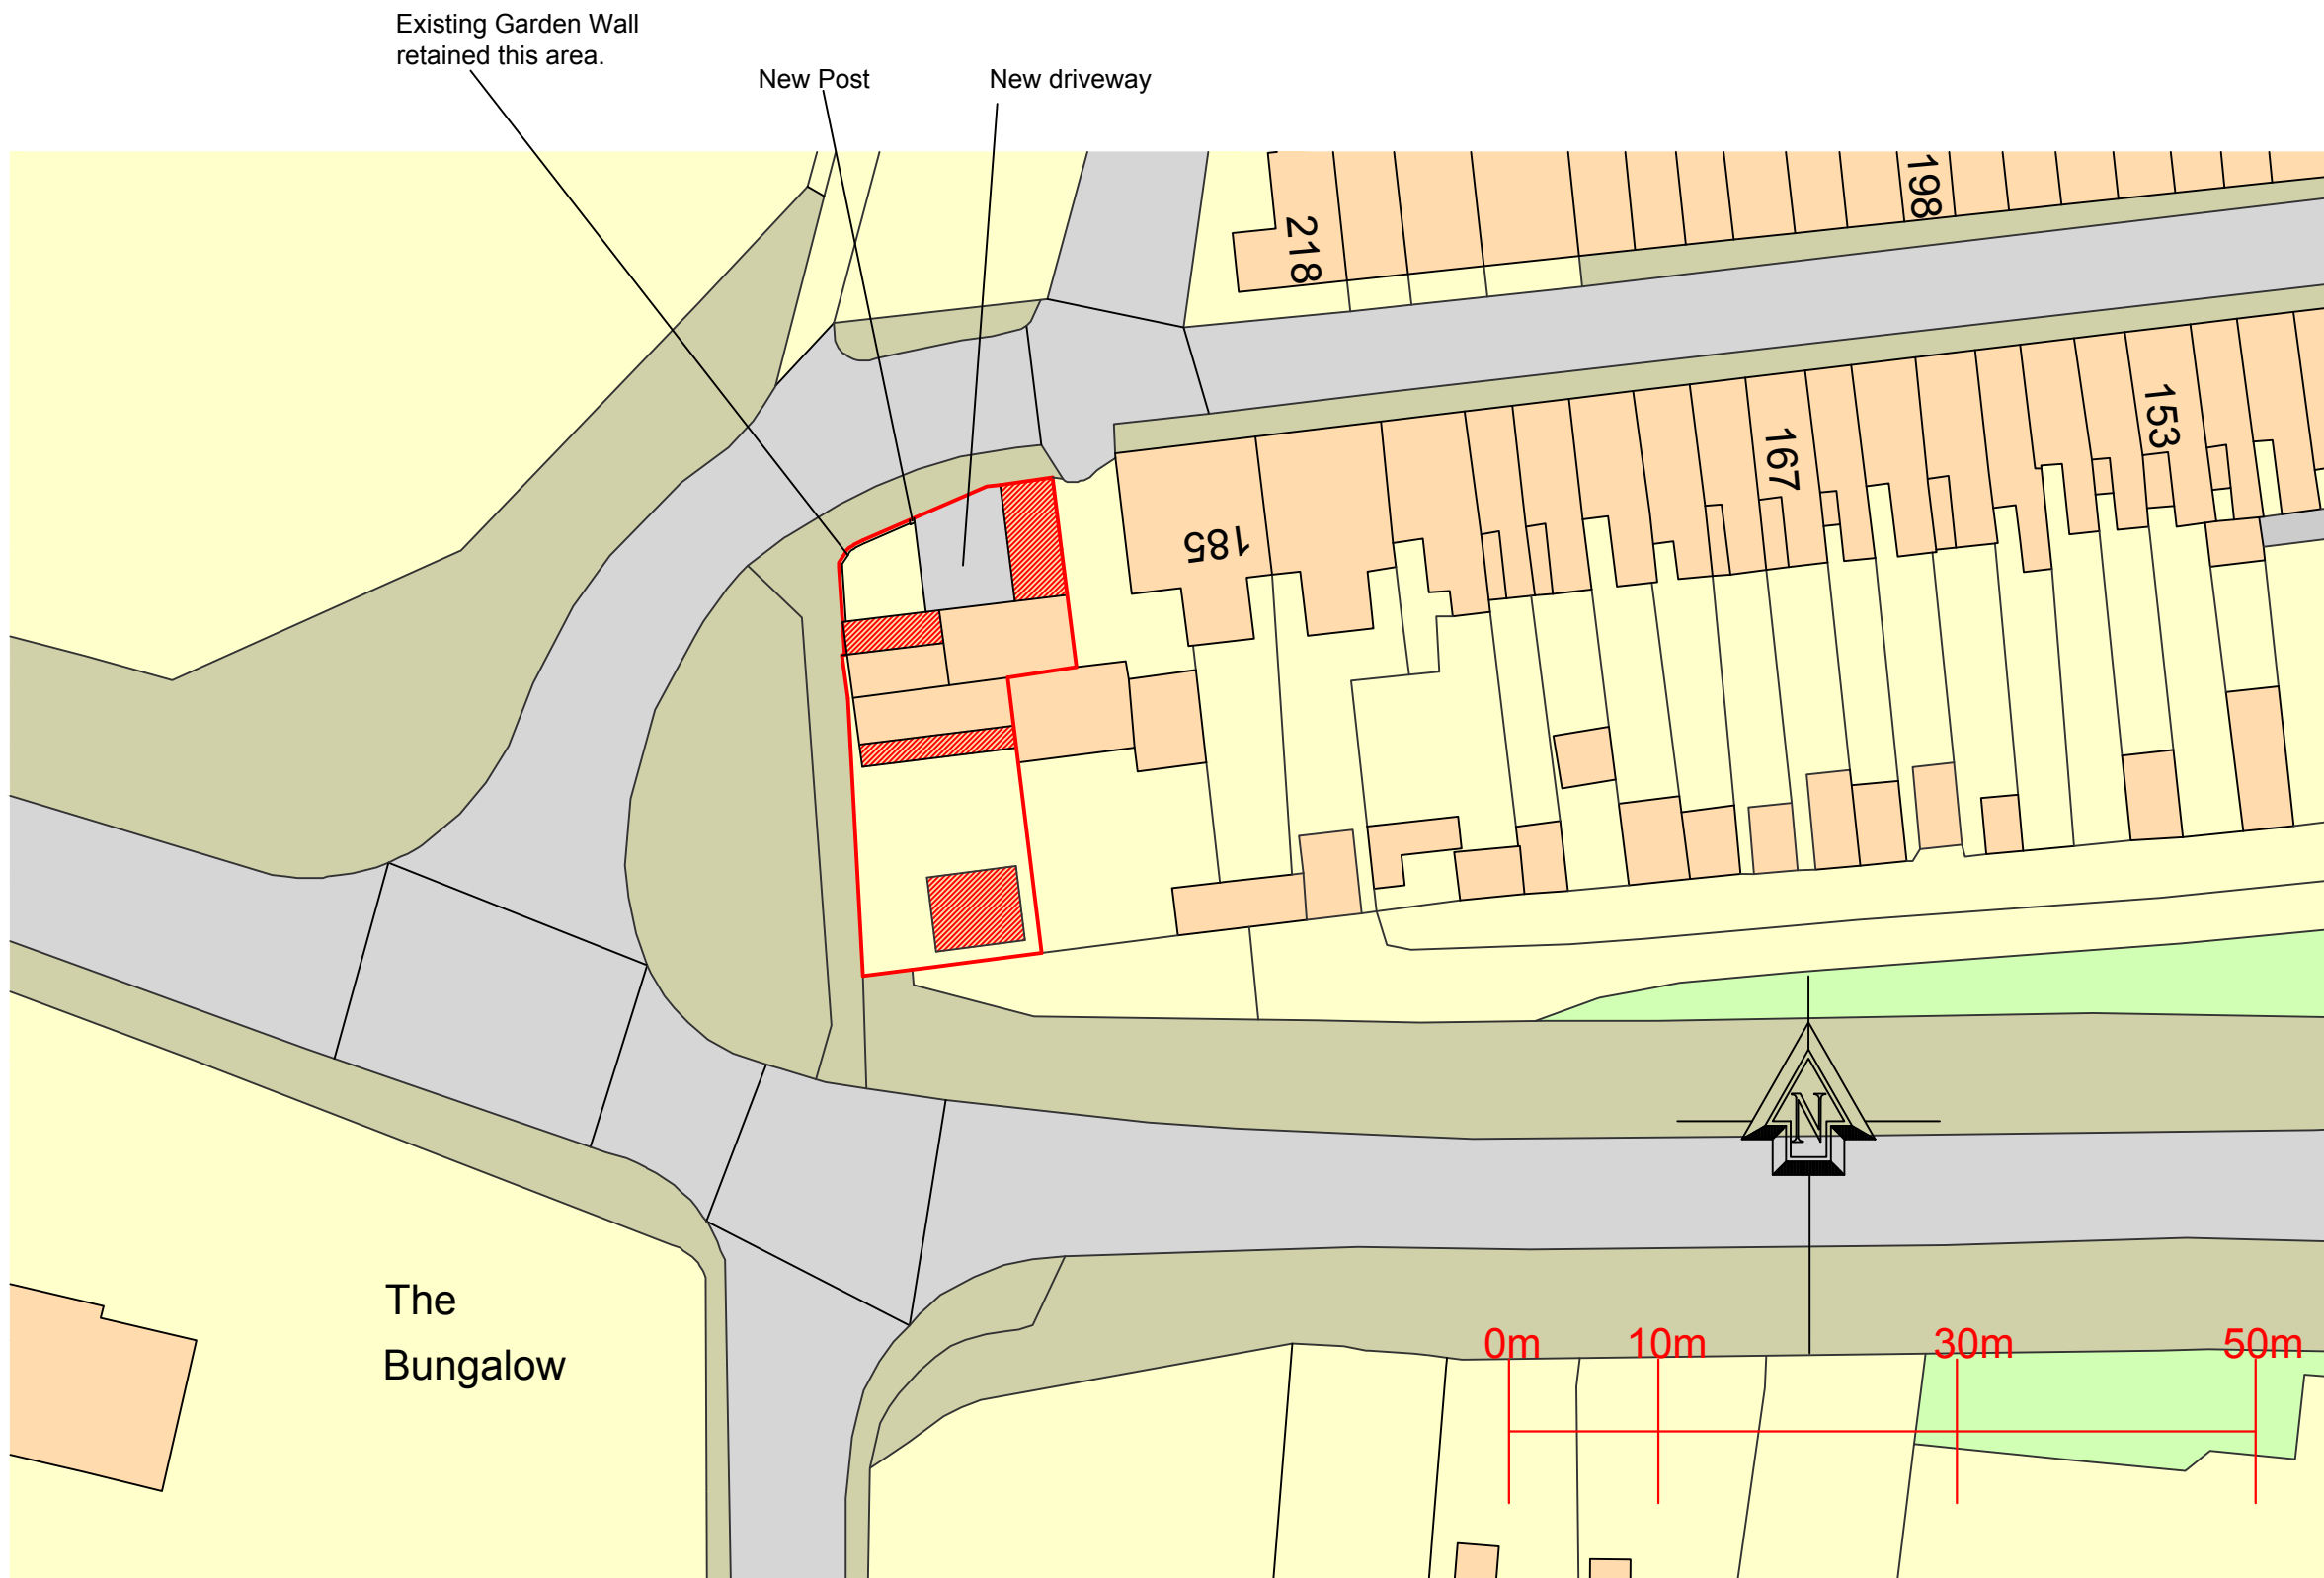 Existing Garden Wall
retained this area.
New Post
New driveway
198
218
153
167
185
N
The
Bungalow
0m
10m
30m
50m